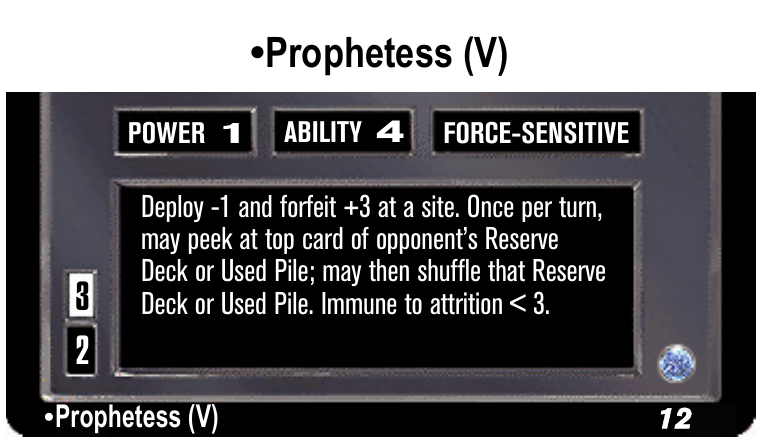 •Prophetess (V)
POWER 1 ABILITY 4 FORCE-SENSITIVE
Deploy -1 and forfeit +3 at a site. Once per turn,
may peek at top card of opponent's Reserve
Deck or Used Pile; may then shuffle that Reserve
Deck or Used Pile. Immune to attrition < 3.
3
2
•Prophetess (V) 12